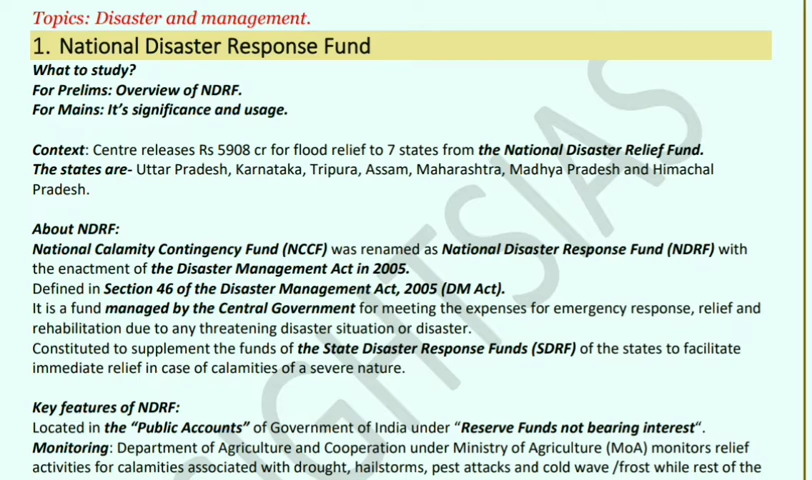 Topics: Disaster and management.
1. National Disaster Response Fund
What to study?
For Prelims: Overview of NDRF.
For Mains: It's significance and usage.
Context: Centre releases Rs 5908 cr for flood relief to 7 states from the National Disaster Relief Fund.
The states are- Uttar Pradesh, Karnataka, Tripura, Assam, Maharashtra, Madhya Pradesh and Himachal
Pradesh.
About NDRF:
National Calamity Contingency Fund (NCCF) was renamed as National Disaster Response Fund (NDRF) with
the enactment of the Disaster Management Act in 2005.
Defined in Section 46 of the Disaster Management Act, 2005 (DM Act).
It is a fund managed by the Central Government for meeting the expenses for emergency response, relief and
rehabilitation due to any threatening disaster situation or disaster.
Constituted to supplement the funds of the State Disaster Response Funds (SDRF) of the states to facilitate
immediate relief in case of calamities of a severe nature.
Key features of NDRF:
Located in the "Public Accounts" of Government of India under "Reserve Funds not bearing interest".
Monitoring: Department of Agriculture and Cooperation under Ministry of Agriculture (MoA) monitors relief
activities for calamities associated with drought, hailstorms, pest attacks and cold wave /frost while rest of the
IGHTSIAS